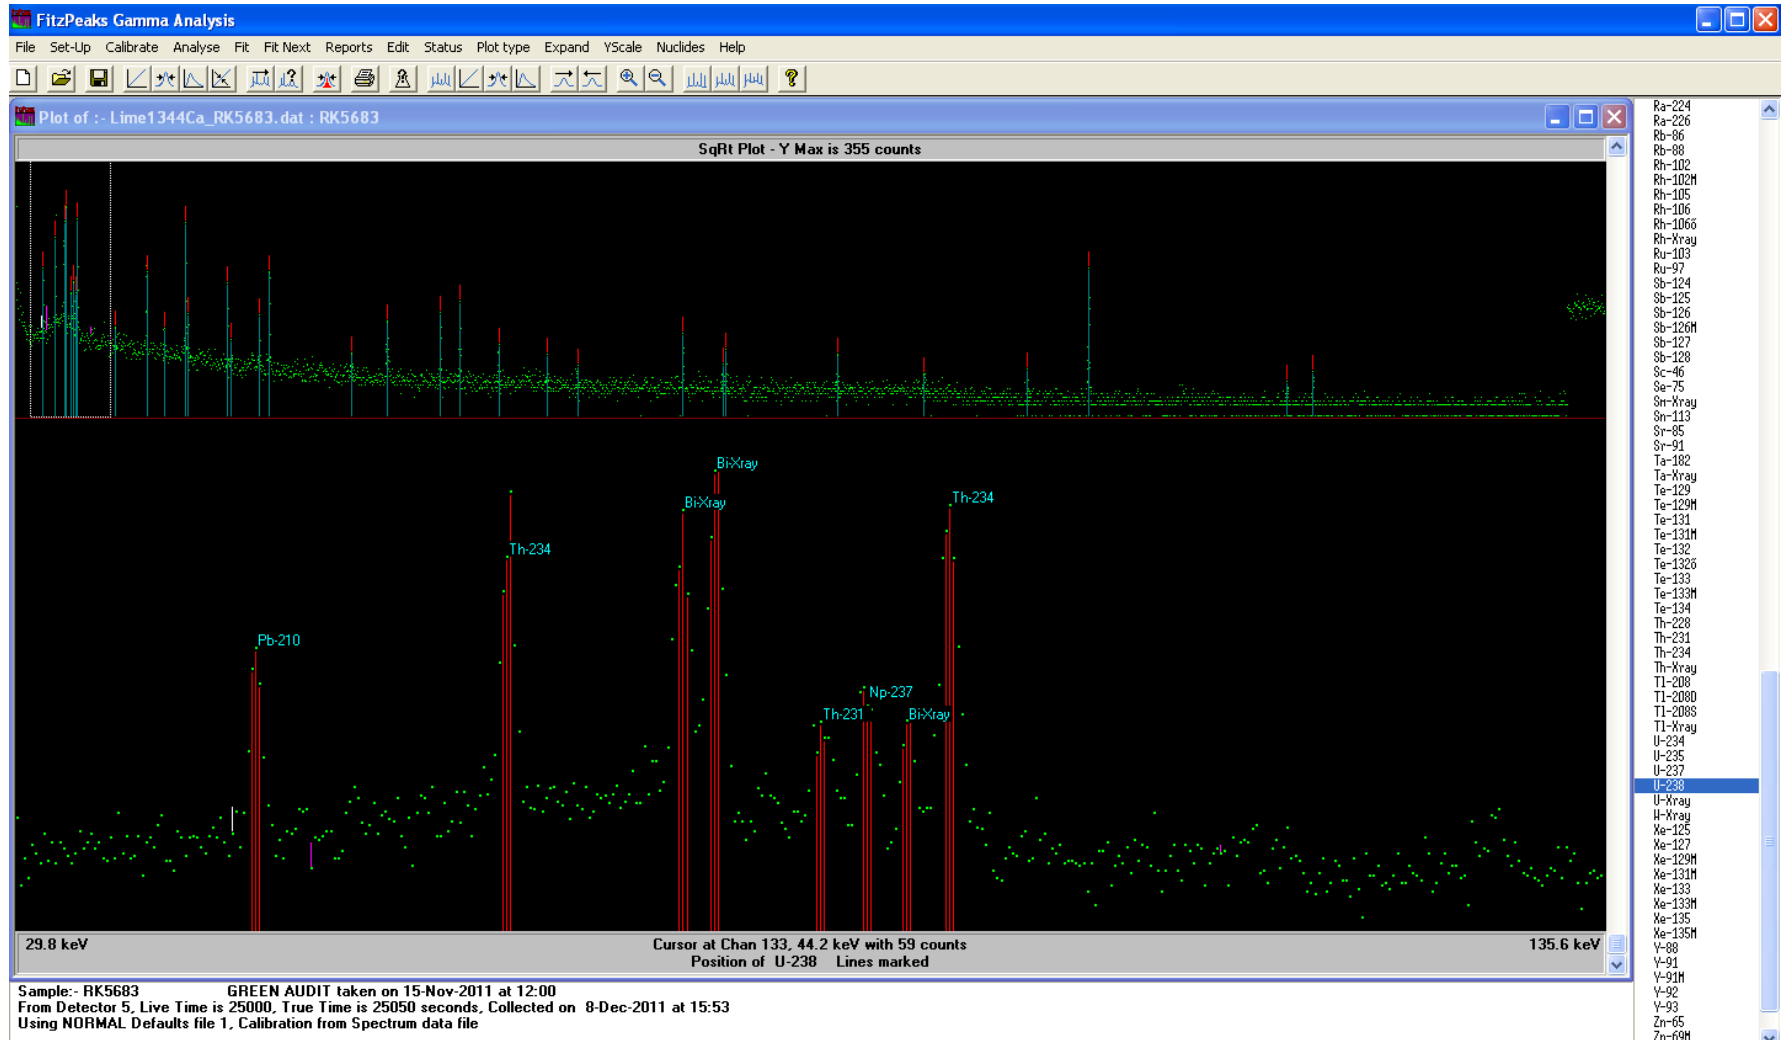 FitzPeaks Gamma Analysis
File Set-Up Calibrate Analyse Fit Fit Next Reports Edit Status Plot type Expand YScale Nuclides Help
Plot of :- Lime1344Ca_RK5683.dat : RK5683
SqRt Plot - Y Max is 355 counts
Bi-Xray
Bi-Xray
Th-234
Th-234
Pb-210
Np-237
Th-231
Bi-Xray
29.8 keV
Cursor at Chan 133, 44.2 keV with 59 counts
135.6 keV
Position of U-238 Lines marked
Sample:- RK5683 GREEN AUDIT taken on 15-Nov-2011 at 12:00
From Detector 5, Live Time is 25000, True Time is 25050 seconds, Collected on 8-Dec-2011 at 15:53
Using NORMAL Defaults file 1, Calibration from Spectrum data file
Ra-224
Ra-226
Rb-86
Rb-88
Rh-102
Rh-102M
Rh-105
Rh-106
Rh-106δ
Rh-Xray
Ru-103
Ru-97
Sb-124
Sb-125
Sb-126
Sb-126M
Sb-127
Sb-128
Sc-46
Se-75
Sm-Xray
Sn-113
Sr-85
Sr-91
Ta-182
Ta-Xray
Te-129
Te-129M
Te-131
Te-131M
Te-132
Te-132δ
Te-133
Te-133M
Te-134
Th-228
Th-231
Th-234
Th-Xray
Tl-208
Tl-208D
Tl-208S
Tl-Xray
U-234
U-235
U-237
U-238
U-Xray
W-Xray
Xe-125
Xe-127
Xe-129M
Xe-131M
Xe-133
Xe-133M
Xe-135
Xe-135M
Y-88
Y-91
Y-91M
Y-92
Y-93
Zn-65
Zn-69M